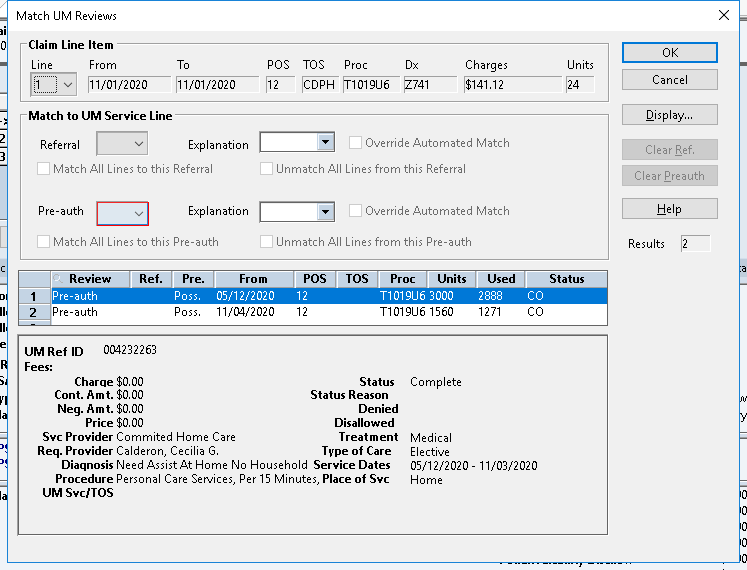 Match UM Reviews
Claim Line Item
Line From To POS TOS Proc Dx Charges Units
1 11/01/2020 11/01/2020 12 CDPH T1019U6 Z741 $141.12 24
OK
Cancel
Display...
Clear Ref.
Clear Preauth
Help
Results 2
Match to UM Service Line
Referral Explanation Override Automated Match
Match All Lines to this Referral Unmatch All Lines from this Referral
Pre-auth Explanation Override Automated Match
Match All Lines to this Pre-auth Unmatch All Lines from this Pre-auth
Review Ref. Pre. From POS TOS Proc Units Used Status
1 Pre-auth Poss. 05/12/2020 12 T1019U6 3000 2888 CO
2 Pre-auth Poss. 11/04/2020 12 T1019U6 1560 1271 CO
UM Ref ID 004232263
Fees:
Charge $0.00 Status Complete
Cont. Amt. $0.00 Status Reason
Neg. Amt. $0.00 Denied
Price $0.00 Disallowed
Svc Provider Commited Home Care Treatment Medical
Req. Provider Calderon, Cecilia G. Type of Care Elective
Diagnosis Need Assist At Home No Household Service Dates 05/12/2020 - 11/03/2020
Procedure Personal Care Services, Per 15 Minutes, Place of Svc Home
UM Svc/TOS